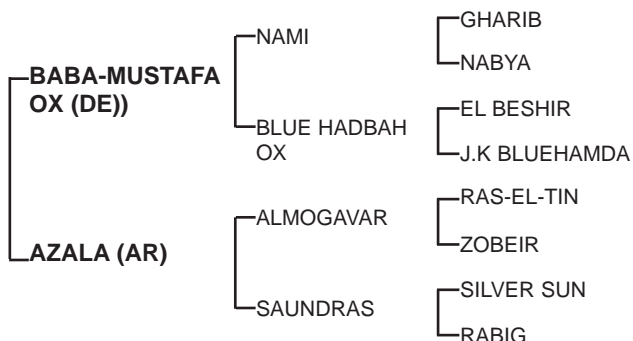 GHARIB
NAMI
NABYA
BABA-MUSTAFA
OX (DE))
EL BESHIR
BLUE HADBAH
OX
J.K BLUEHAMDA
RAS-EL-TIN
ALMOGAVAR
ZOBEIR
AZALA (AR)
SILVER SUN
SAUNDRAS
RABIG